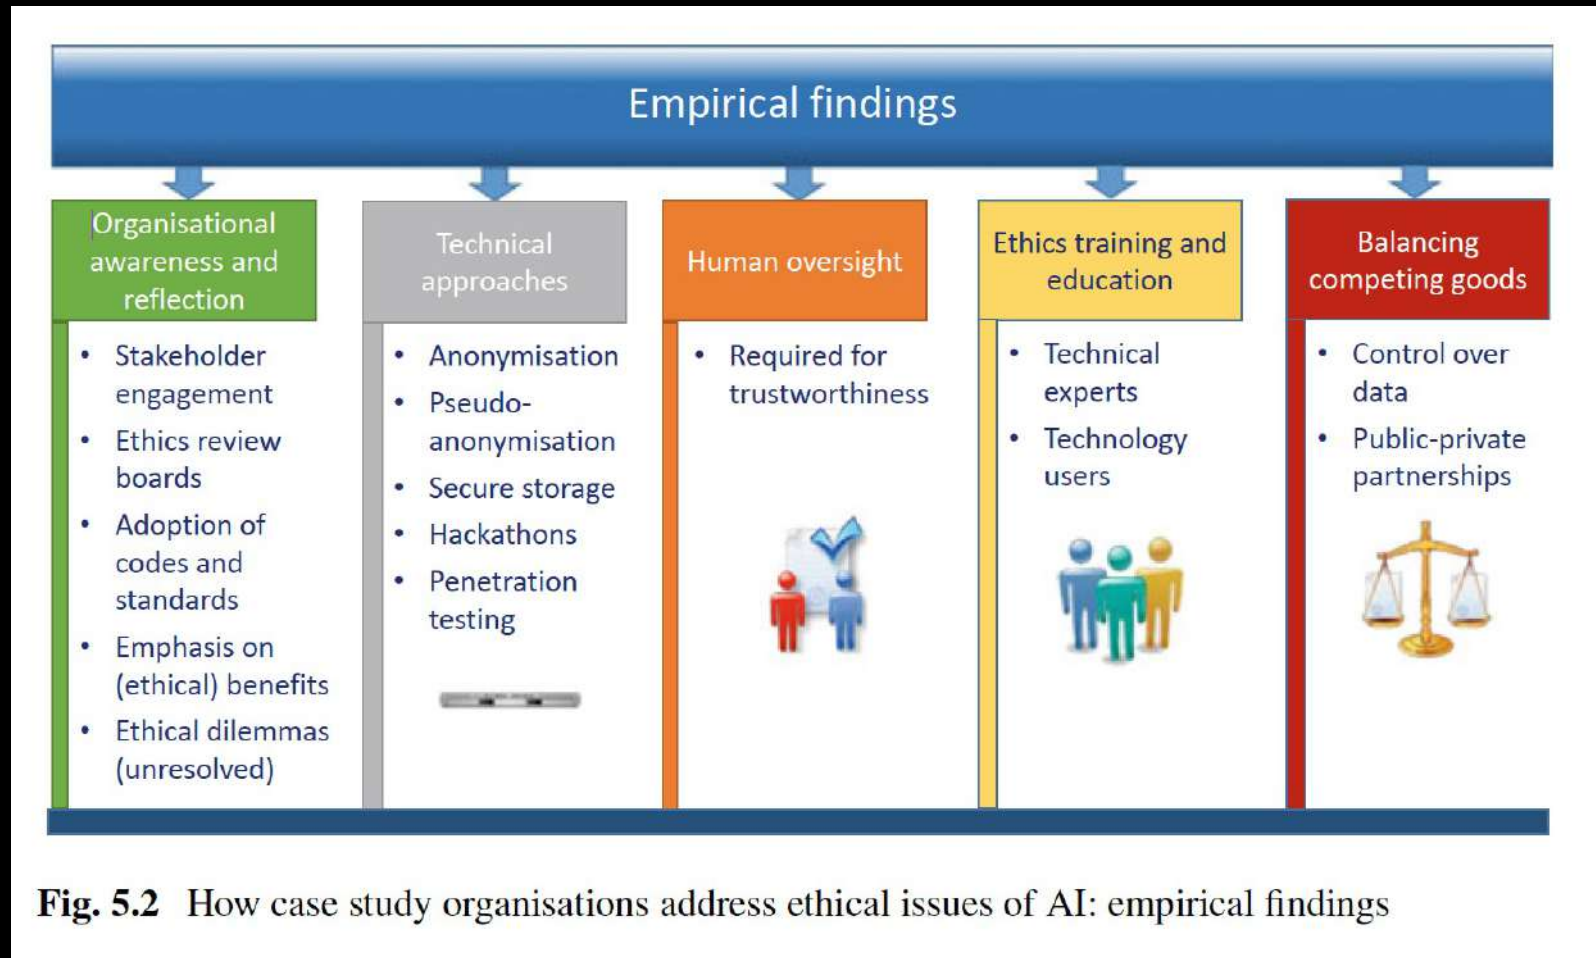 Empirical findings
Organisational
awareness and
reflection
• Stakeholder
engagement
• Ethics review
boards
• Adoption of
codes and
standards
• Emphasis on
(ethical) benefits
• Ethical dilemmas
(unresolved)
Technical
approaches
• Anonymisation
• Pseudo-
anonymisation
• Secure storage
• Hackathons
• Penetration
testing
Human oversight
• Required for
trustworthiness
Ethics training and
education
• Technical
experts
• Technology
users
Balancing
competing goods
• Control over
data
• Public-private
partnerships
Fig. 5.2 How case study organisations address ethical issues of AI: empirical findings